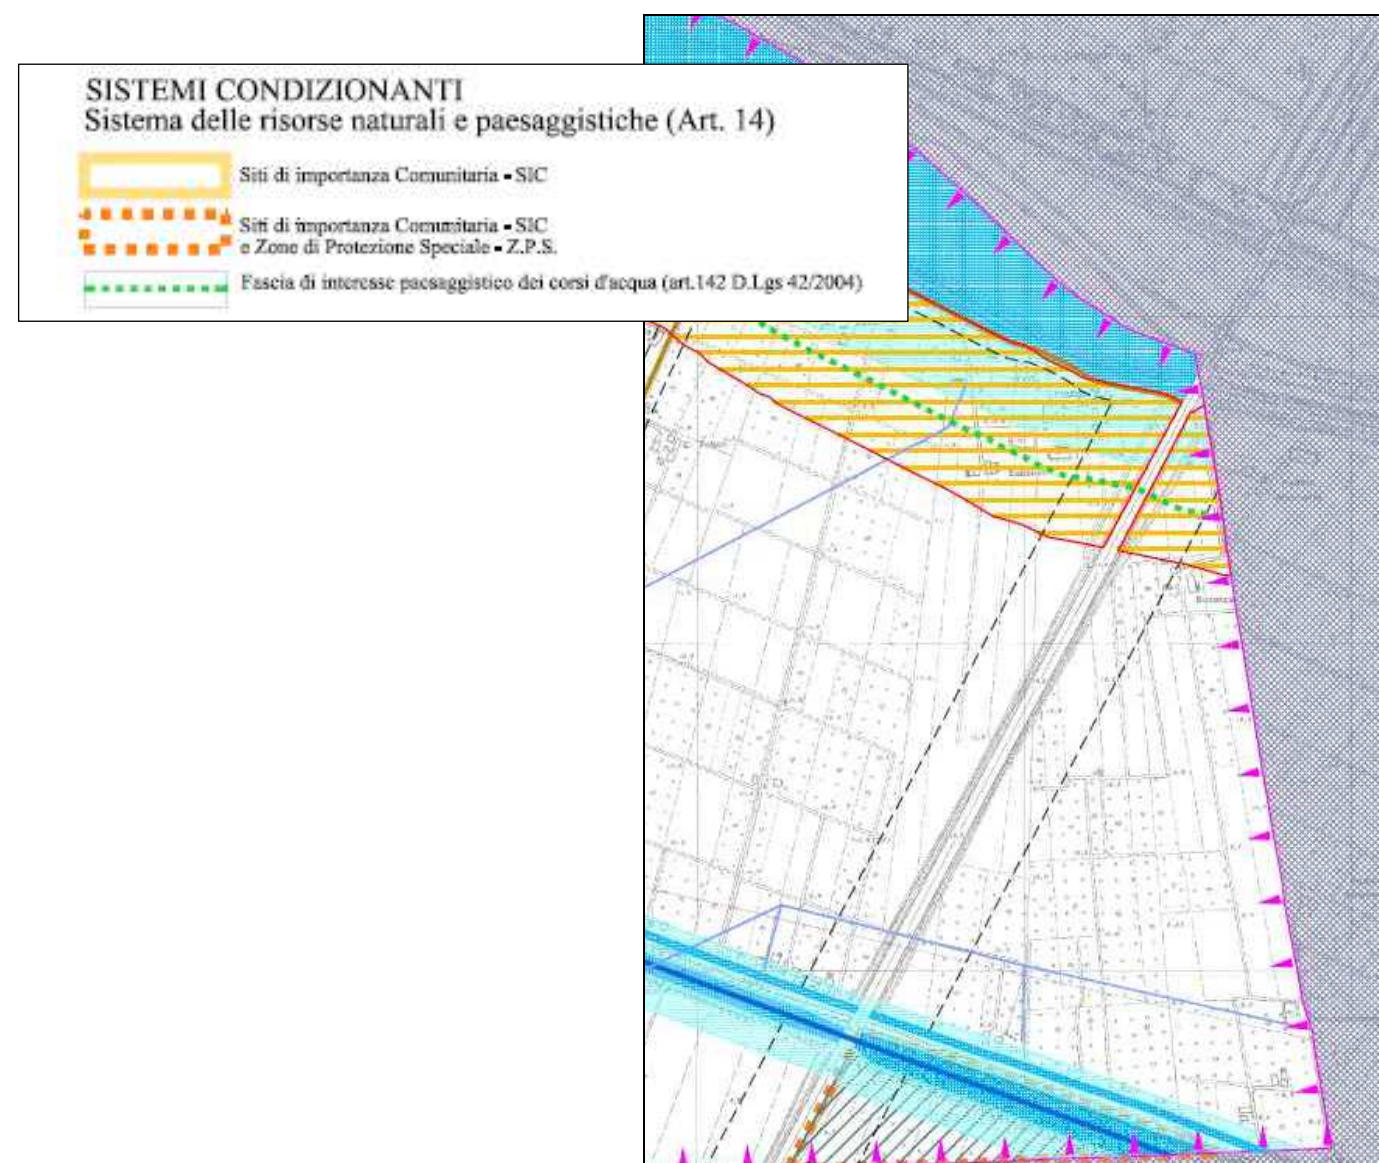 SISTEMI CONDIZIONANTI
Sistema delle risorse naturali e paesaggistiche (Art. 14)
Siti di importanza Comunitaria - SIC
Siti di importanza Comunitaria - SIC
e Zone di Protezione Speciale - Z.P.S.
Fascia di interesse paesaggistico dei corsi d'acqua (art.142 D.Lgs 42/2004)